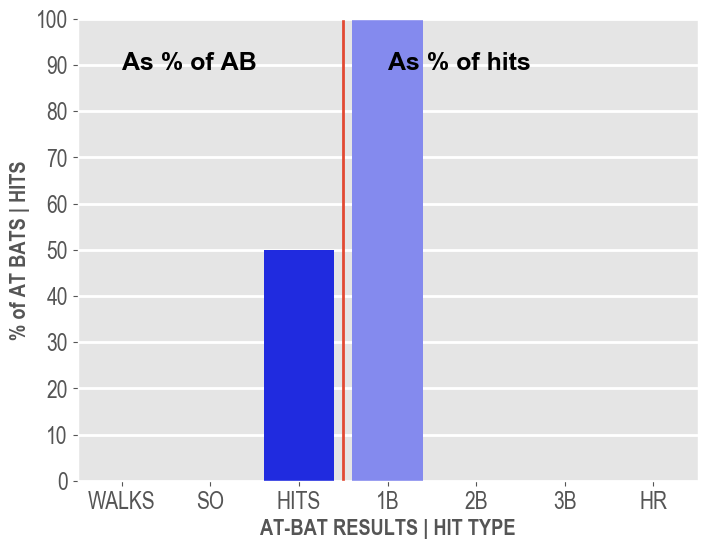 100
As % of AB As % of hits
90
80
70
60
50
40
30
20
10
0
% of AT BATS | HITS
WALKS SO HITS 1B 2B 3B HR
AT-BAT RESULTS | HIT TYPE